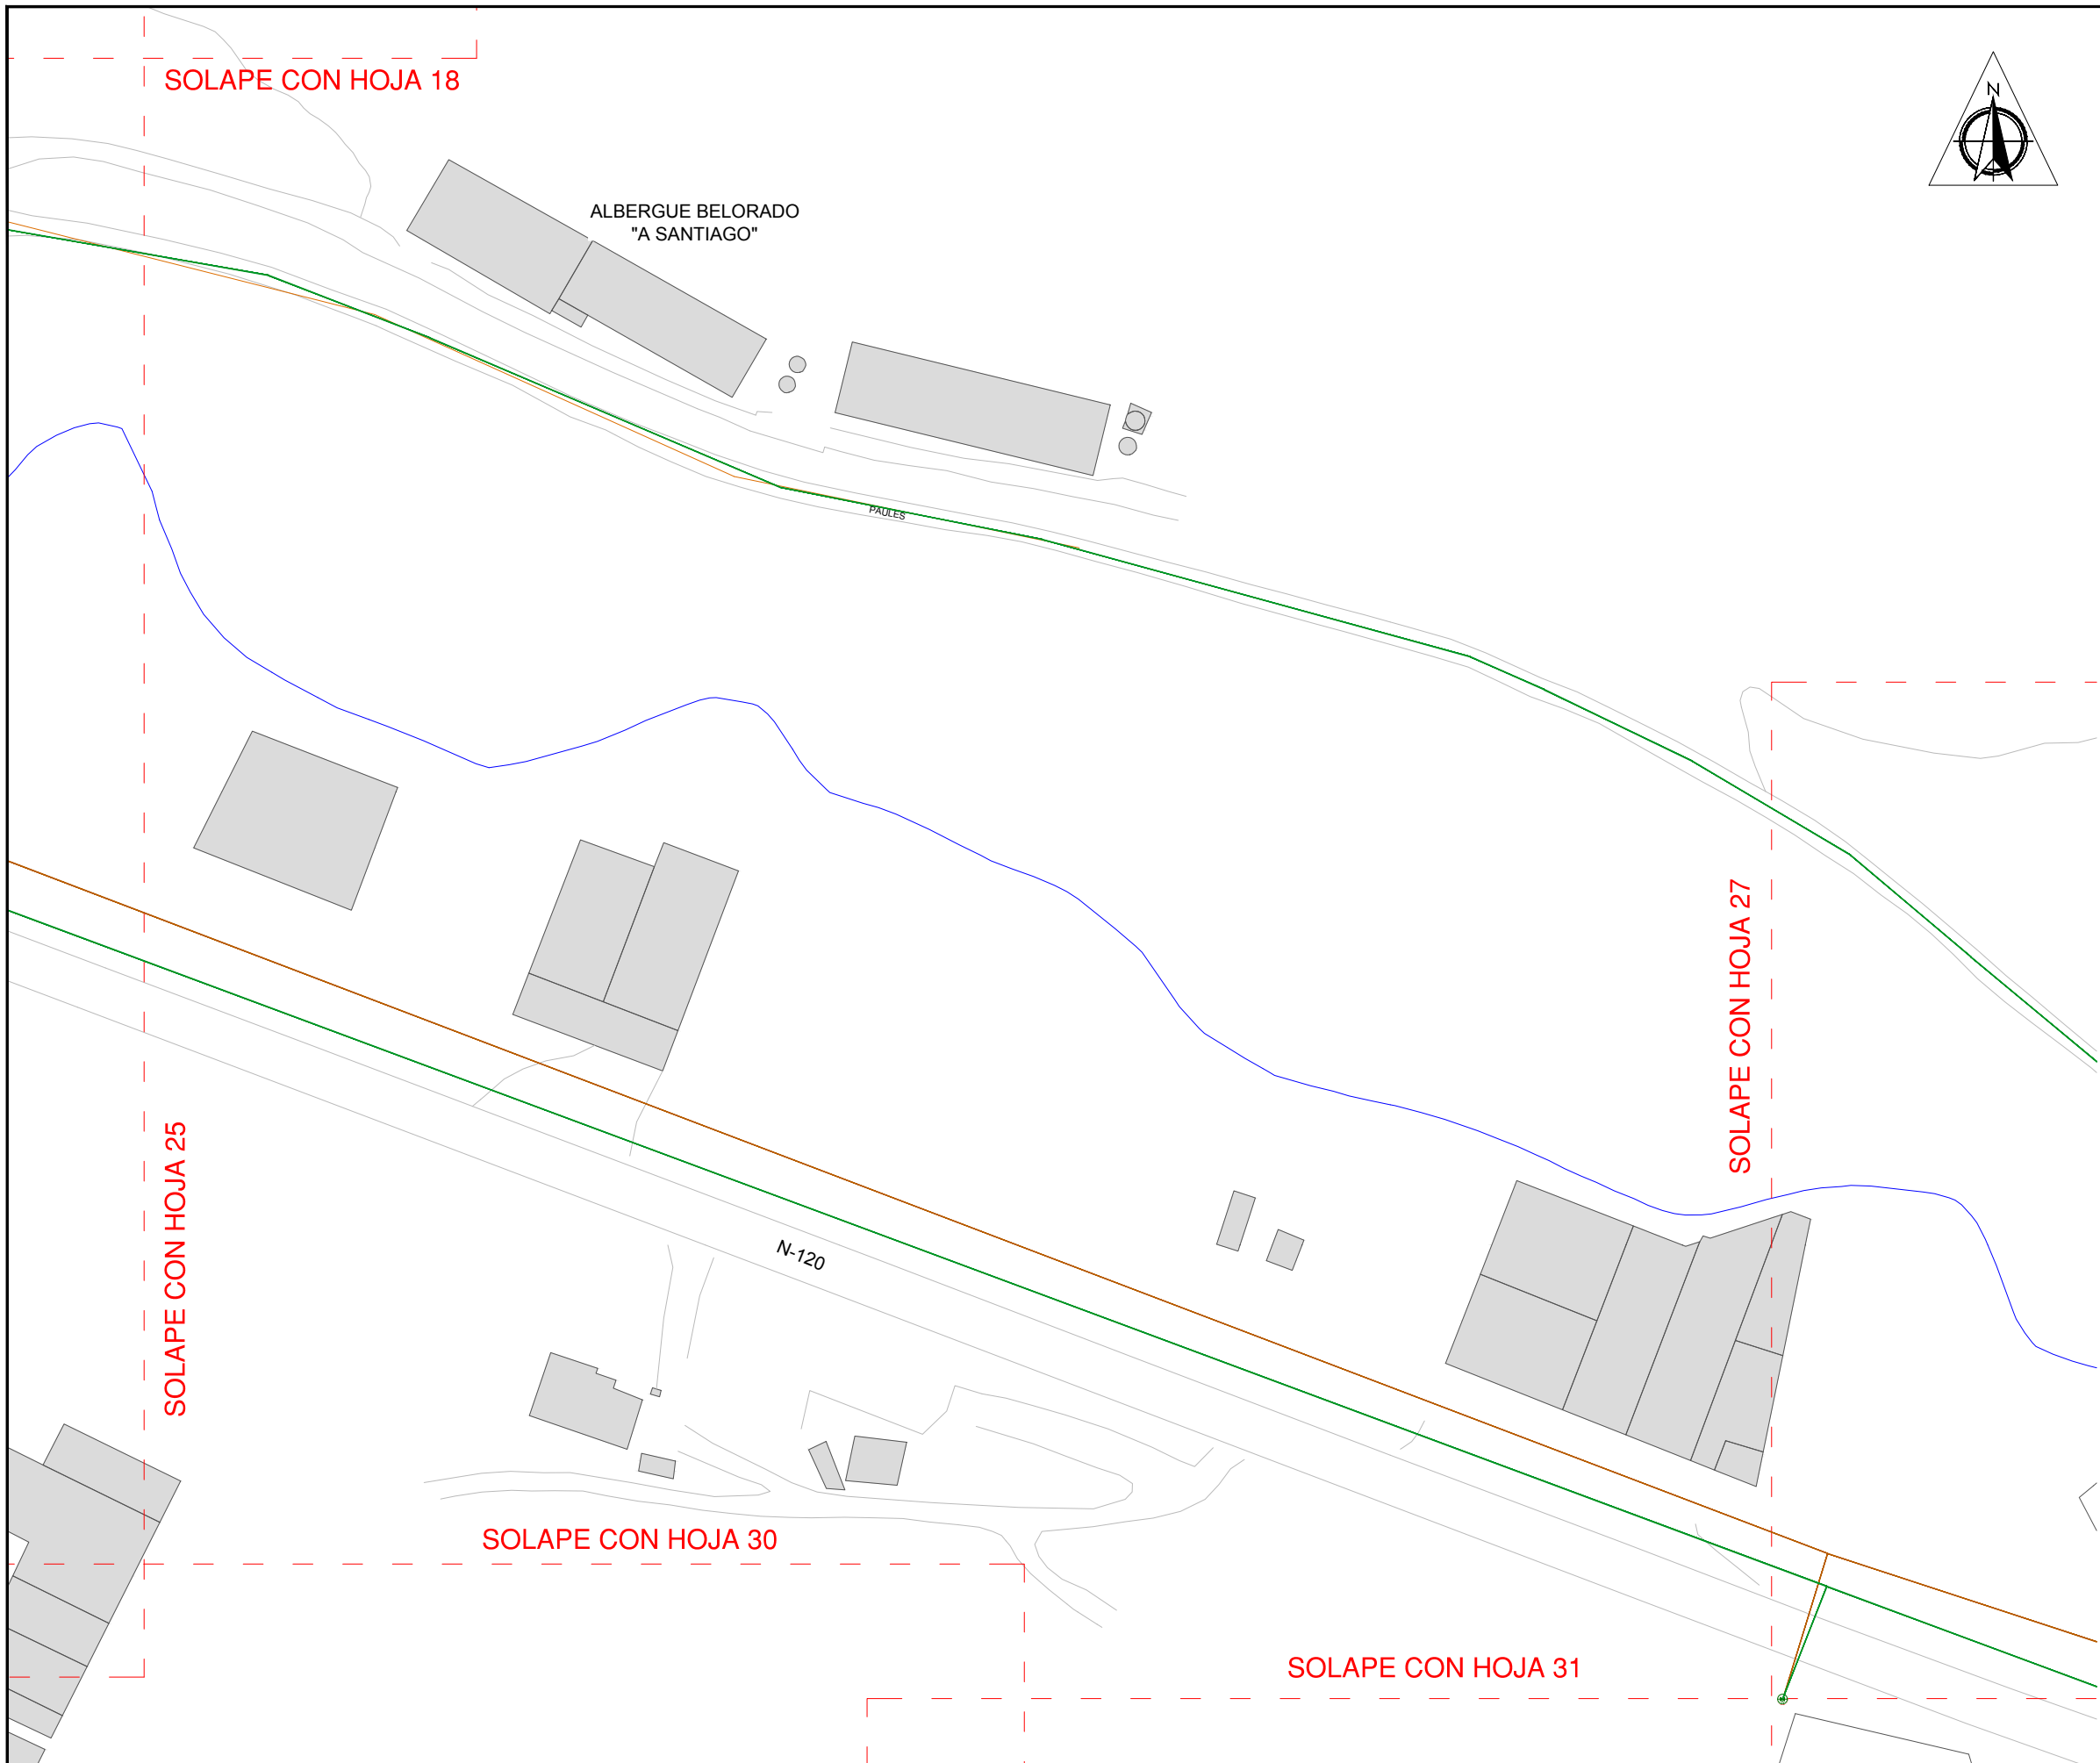 SOLAPE CON HOJA 18
N
ALBERGUE BELORADO
"A SANTIAGO"
PAULES
SOLAPE CON HOJA 27
SOLAPE CON HOJA 25
N-120
SOLAPE CON HOJA 30
SOLAPE CON HOJA 31